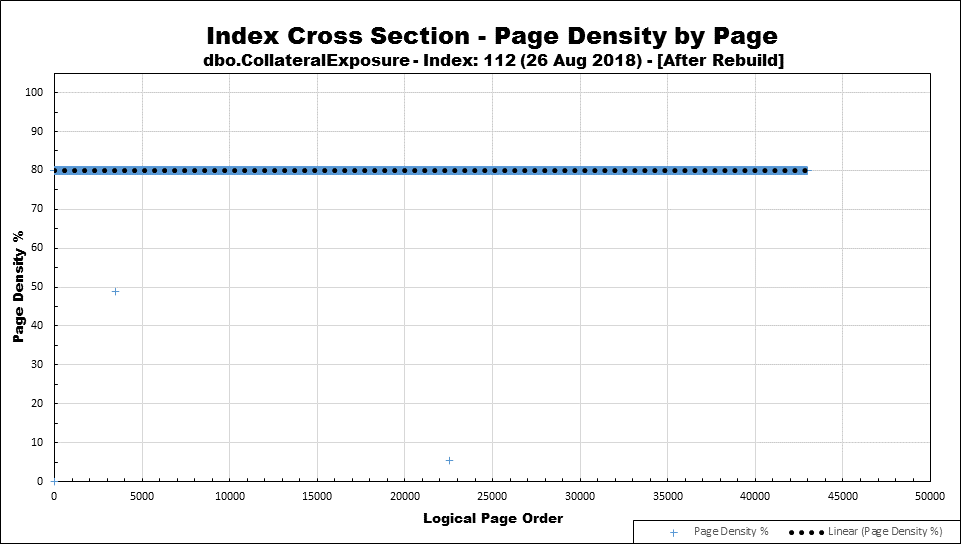 Index Cross Section - Page Density by Page
dbo.CollateralExposure - Index: 112 (26 Aug 2018) - [After Rebuild]
Page Density %
100
90
80
70
60
50
40
30
20
10
0
0 5000 10000 15000 20000 25000 30000 35000 40000 45000 50000
Logical Page Order
Page Density % Linear (Page Density %)